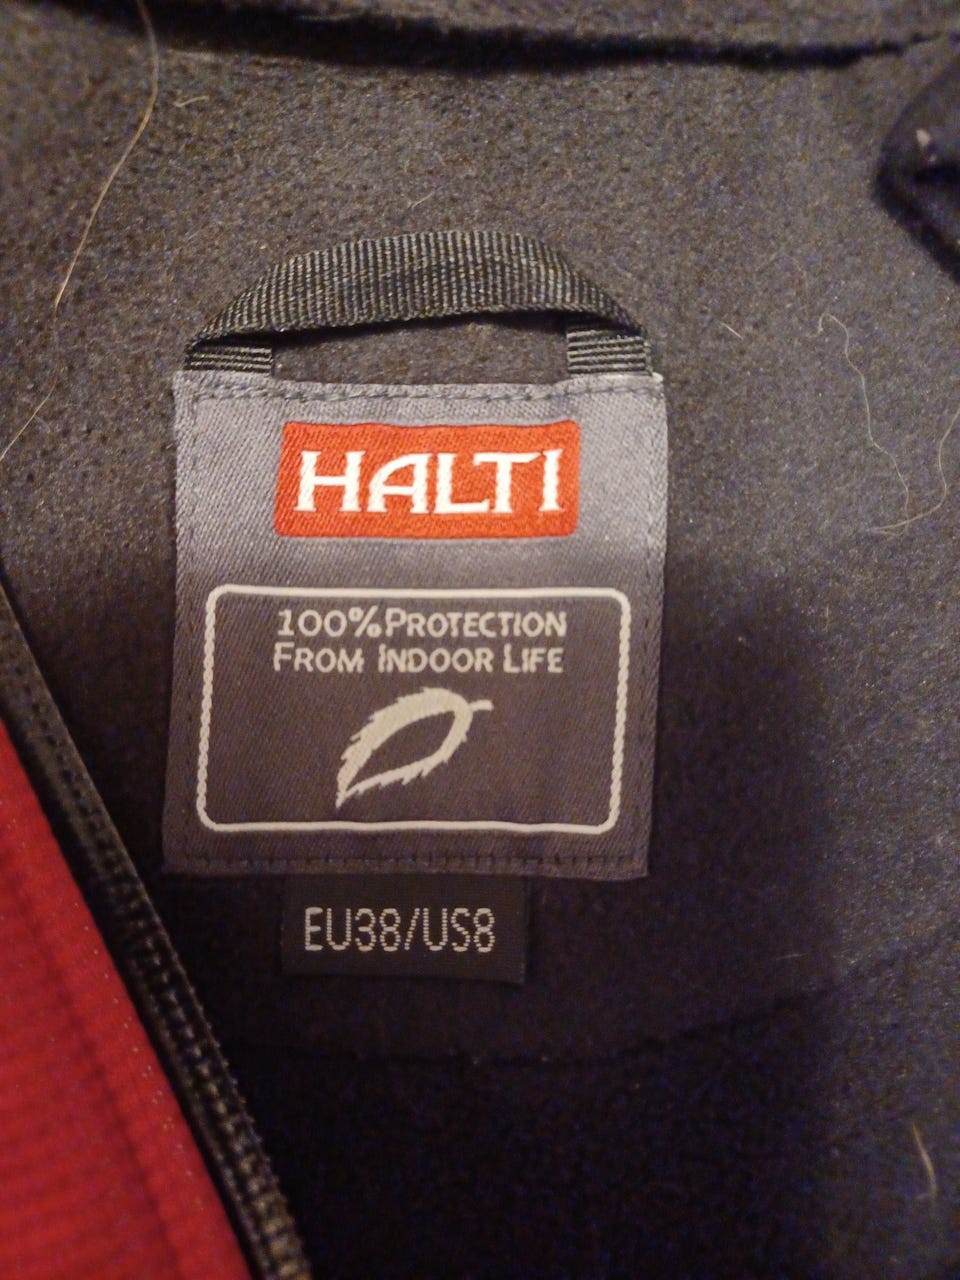 HALTI
100% PROTECTION
FROM INDOOR LIFE
EU38/US8